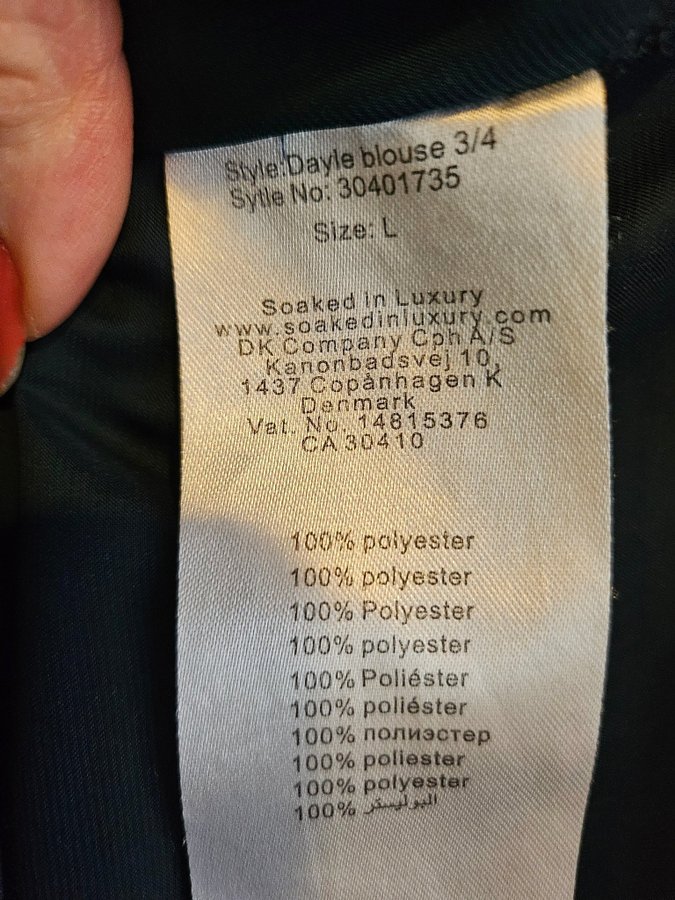 Style:Dayle blouse 3/4
Sytle No: 30401735
Size: L
Soaked in Luxury
www.soakedinluxury.com
DK Company Cph A/S
Kanonbadsvej 10,
1437 Copånhagen K
Denmark
Vat. No. 14815376
CA 30410
100% polyester
100% polyester
100% Polyester
100% polyester
100% Poliéster
100% poliéster
100% полиэстер
100% poliester
100% polyester
100% البوليستر